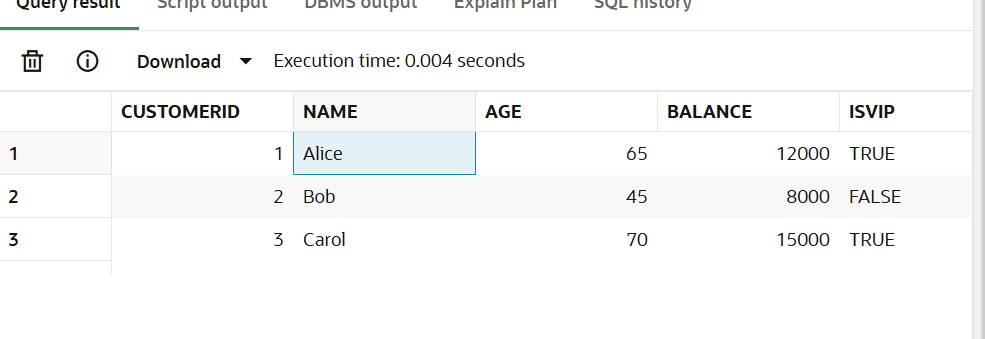 Query result Script output DBMS output Explain Plan SQL history
Download Execution time: 0.004 seconds
CUSTOMERID NAME AGE BALANCE ISVIP
1 1 Alice 65 12000 TRUE
2 2 Bob 45 8000 FALSE
3 3 Carol 70 15000 TRUE